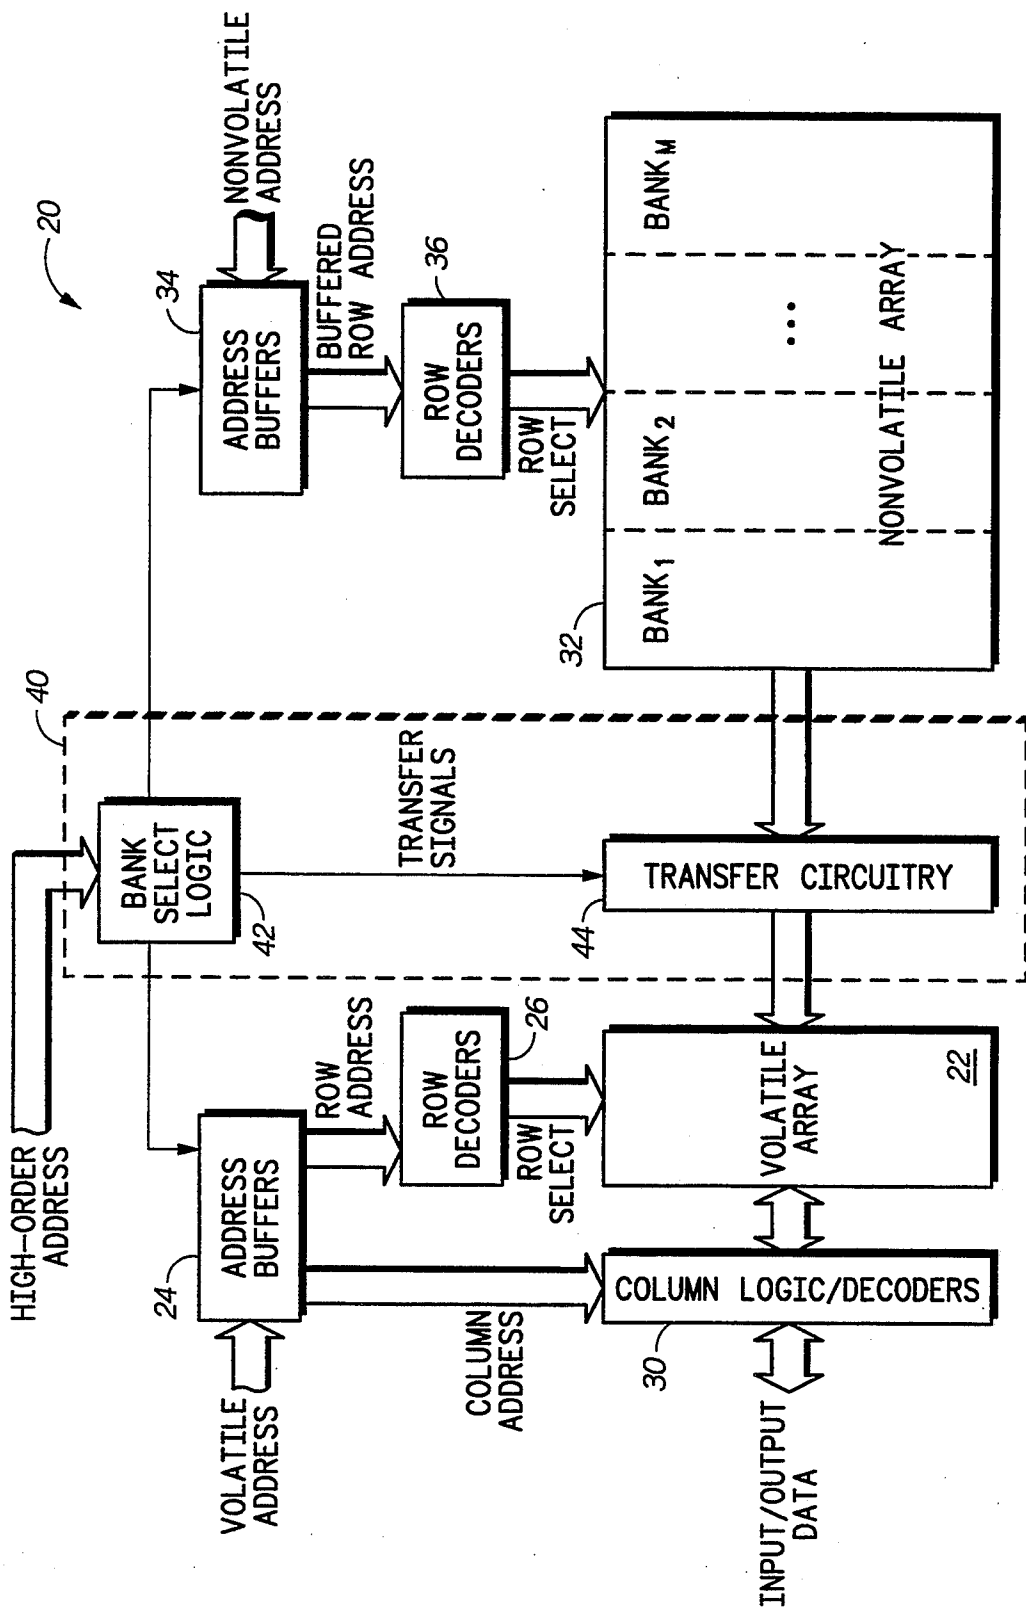 20
HIGH-ORDER
ADDRESS
40
BANK
SELECT
LOGIC
42
VOLATILE
ADDRESS
24
ADDRESS
BUFFERS
34
ADDRESS
BUFFERS
NONVOLATILE
ADDRESS
COLUMN
ADDRESS
ROW
ADDRESS
TRANSFER
SIGNALS
BUFFERED
ROW ADDRESS
ROW
DECODERS
26
ROW
DECODERS
36
ROW
SELECT
ROW
SELECT
INPUT/OUTPUT
DATA
30
COLUMN LOGIC/DECODERS
VOLATILE
ARRAY
22
44
TRANSFER CIRCUITRY
32
BANK1
BANK2
...
BANKM
NONVOLATILE ARRAY